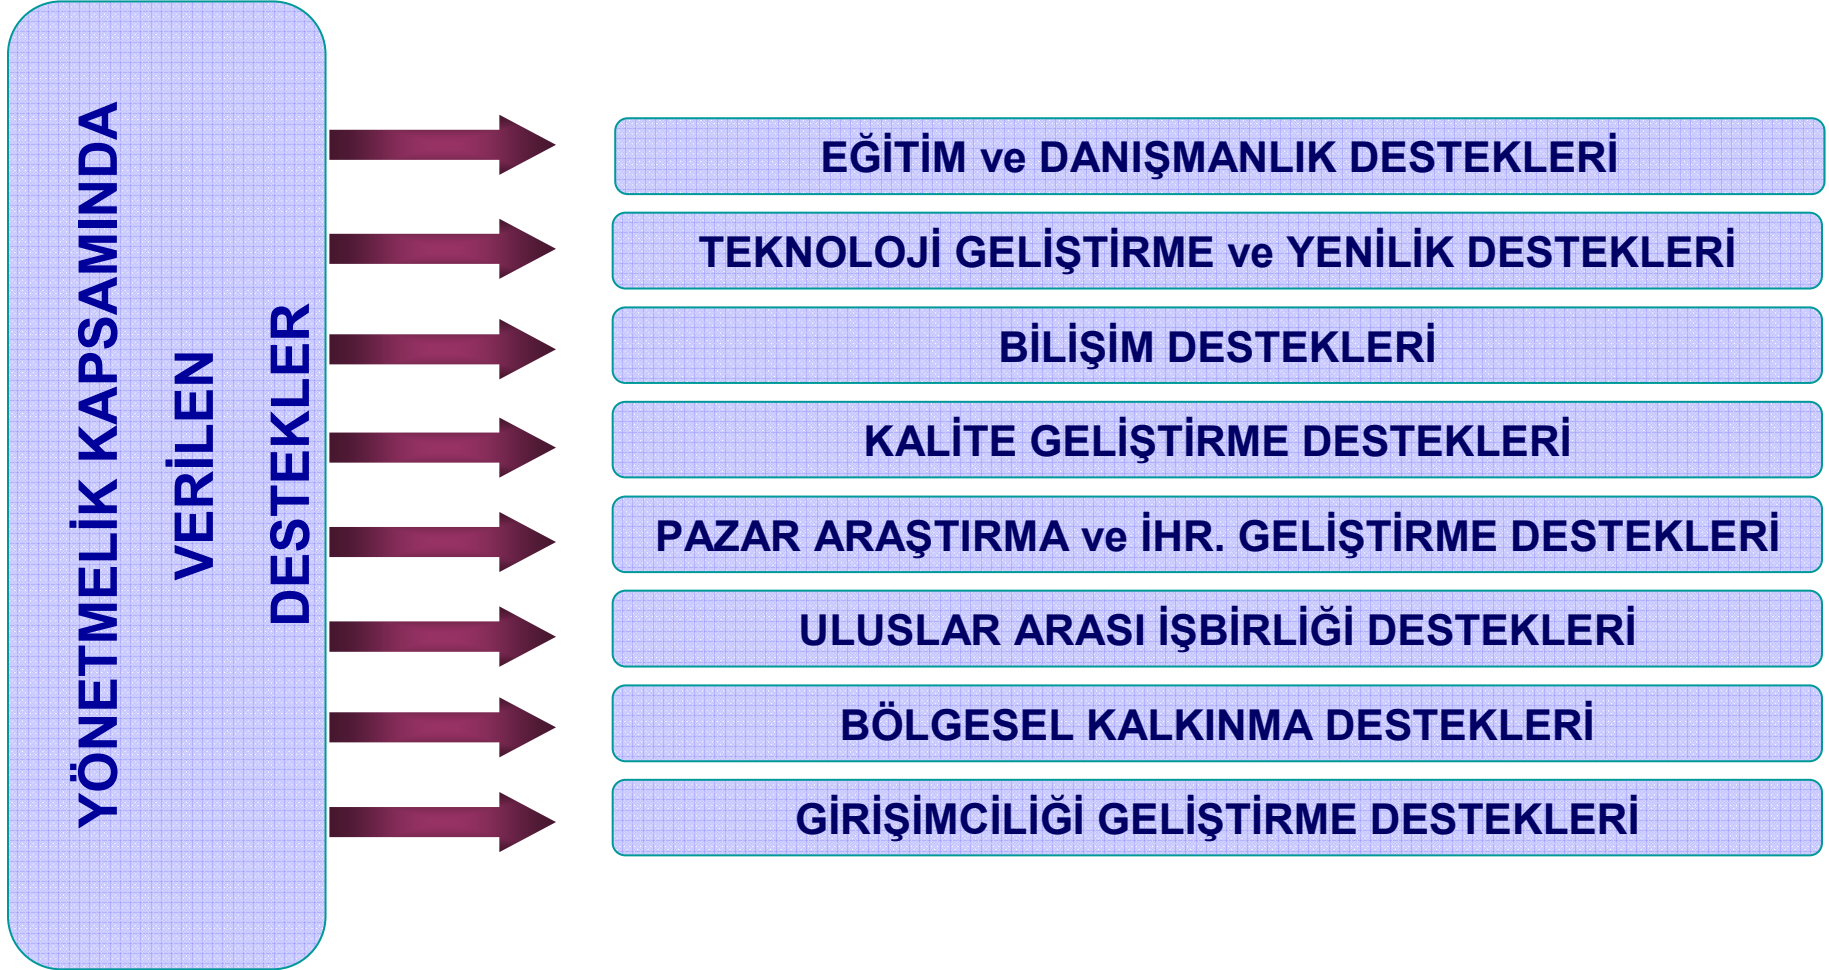 YÖNETMELİK KAPSAMINDA
VERİLEN
DESTEKLER
EĞİTİM ve DANIŞMANLIK DESTEKLERİ
TEKNOLOJİ GELİŞTİRME ve YENİLİK DESTEKLERİ
BİLİŞİM DESTEKLERİ
KALİTE GELİŞTİRME DESTEKLERİ
PAZAR ARAŞTIRMA ve İHR. GELİŞTİRME DESTEKLERİ
ULUSLAR ARASI İŞBİRLİĞİ DESTEKLERİ
BÖLGESEL KALKINMA DESTEKLERİ
GİRİŞİMCİLİĞİ GELİŞTİRME DESTEKLERİ